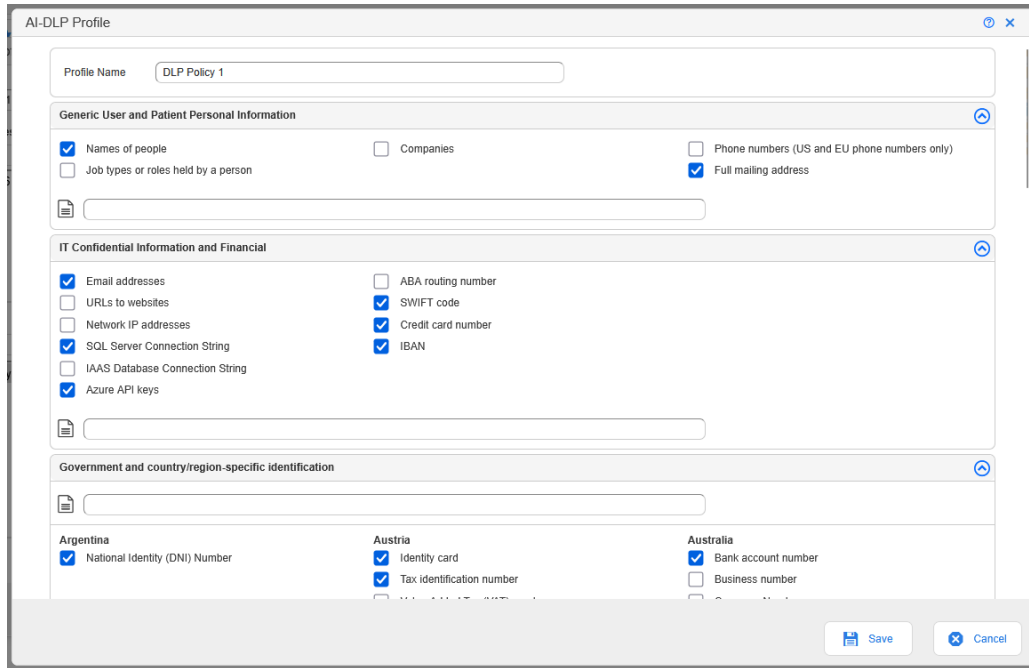 AI-DLP Profile
Profile Name DLP Policy 1
Generic User and Patient Personal Information
Names of people Companies Phone numbers (US and EU phone numbers only)
Job types or roles held by a person Full mailing address
IT Confidential Information and Financial
Email addresses ABA routing number
URLs to websites SWIFT code
Network IP addresses Credit card number
SQL Server Connection String IBAN
IAAS Database Connection String
Azure API keys
Government and country/region-specific identification
Argentina Austria Australia
National Identity (DNI) Number Identity card Bank account number
Tax identification number Business number
Save Cancel